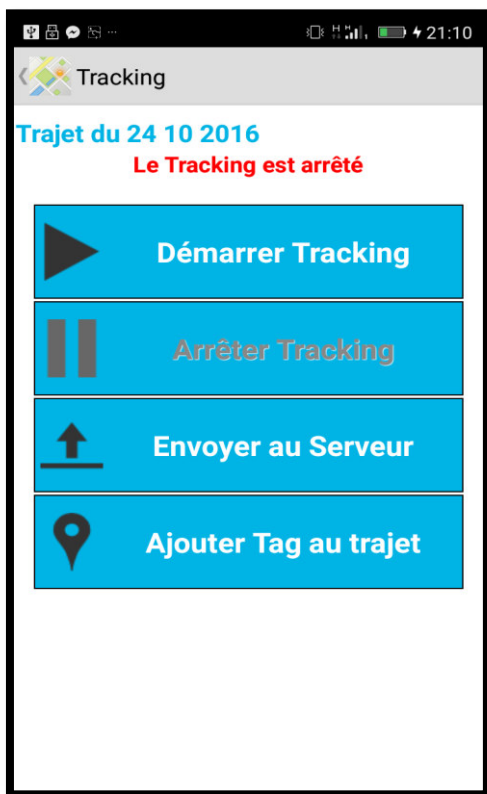 21:10
Tracking
Trajet du 24 10 2016
Le Tracking est arrêté
Démarrer Tracking
Arrêter Tracking
Envoyer au Serveur
Ajouter Tag au trajet